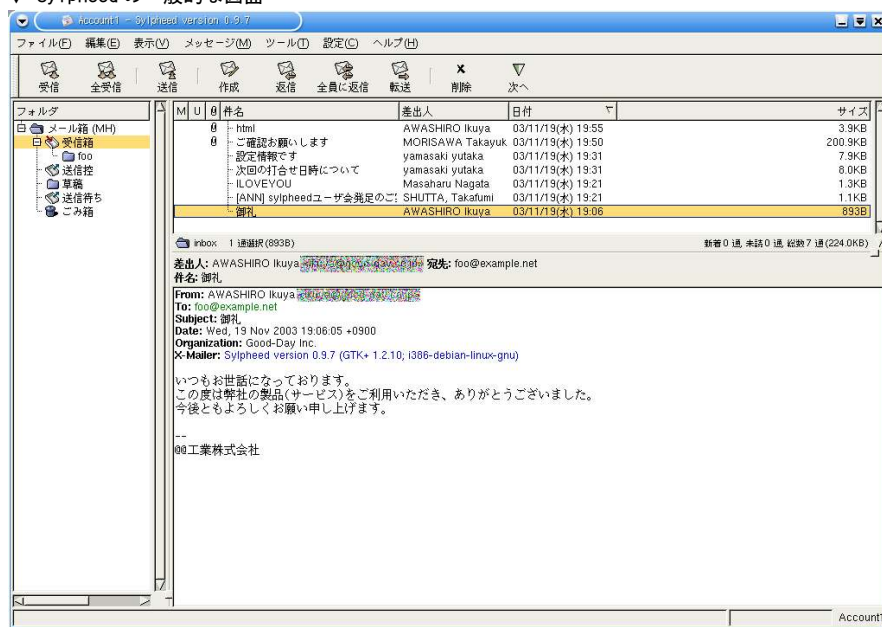 Account1 - Sylpheed version 0.9.7
ファイル(F) 編集(E) 表示(V) メッセージ(M) ツール(T) 設定(C) ヘルプ(H)
受信 全受信 送信 作成 返信 全員に返信 転送 削除 次へ
フォルダ
メール箱 (MH)
受信箱
foo
送信控
草稿
送信待ち
ごみ箱
M U 件名 差出人 日付 サイズ
html AWASHIRO Ikuya 03/11/19(水) 19:55 3.9KB
ご確認お願いします MORISAWA Takayuk 03/11/19(水) 19:50 200.9KB
設定情報です yamasaki yutaka 03/11/19(水) 19:31 7.9KB
次回の打合せ日時について yamasaki yutaka 03/11/19(水) 19:31 8.0KB
ILOVEYOU Masaharu Nagata 03/11/19(水) 19:21 1.3KB
[ANN] sylpheedユーザ会発足のご SHUTTA, Takafumi 03/11/19(水) 19:21 1.1KB
御礼 AWASHIRO Ikuya 03/11/19(水) 19:06 893B
inbox 1 通選択(893B) 新着 0 通, 未読 0 通, 総数 7 通(224.0KB)
差出人: AWASHIRO Ikuya 宛先: foo@example.net
件名: 御礼
From: AWASHIRO Ikuya
To: foo@example.net
Subject: 御礼
Date: Wed, 19 Nov 2003 19:06:05 +0900
Organization: Good-Day Inc.
X-Mailer: Sylpheed version 0.9.7 (GTK+ 1.2.10; i386-debian-linux-gnu)
いつもお世話になっております。
この度は弊社の製品(サービス)をご利用いただき、ありがとうございました。
今後ともよろしくお願い申し上げます。
--
@@工業株式会社
Account1